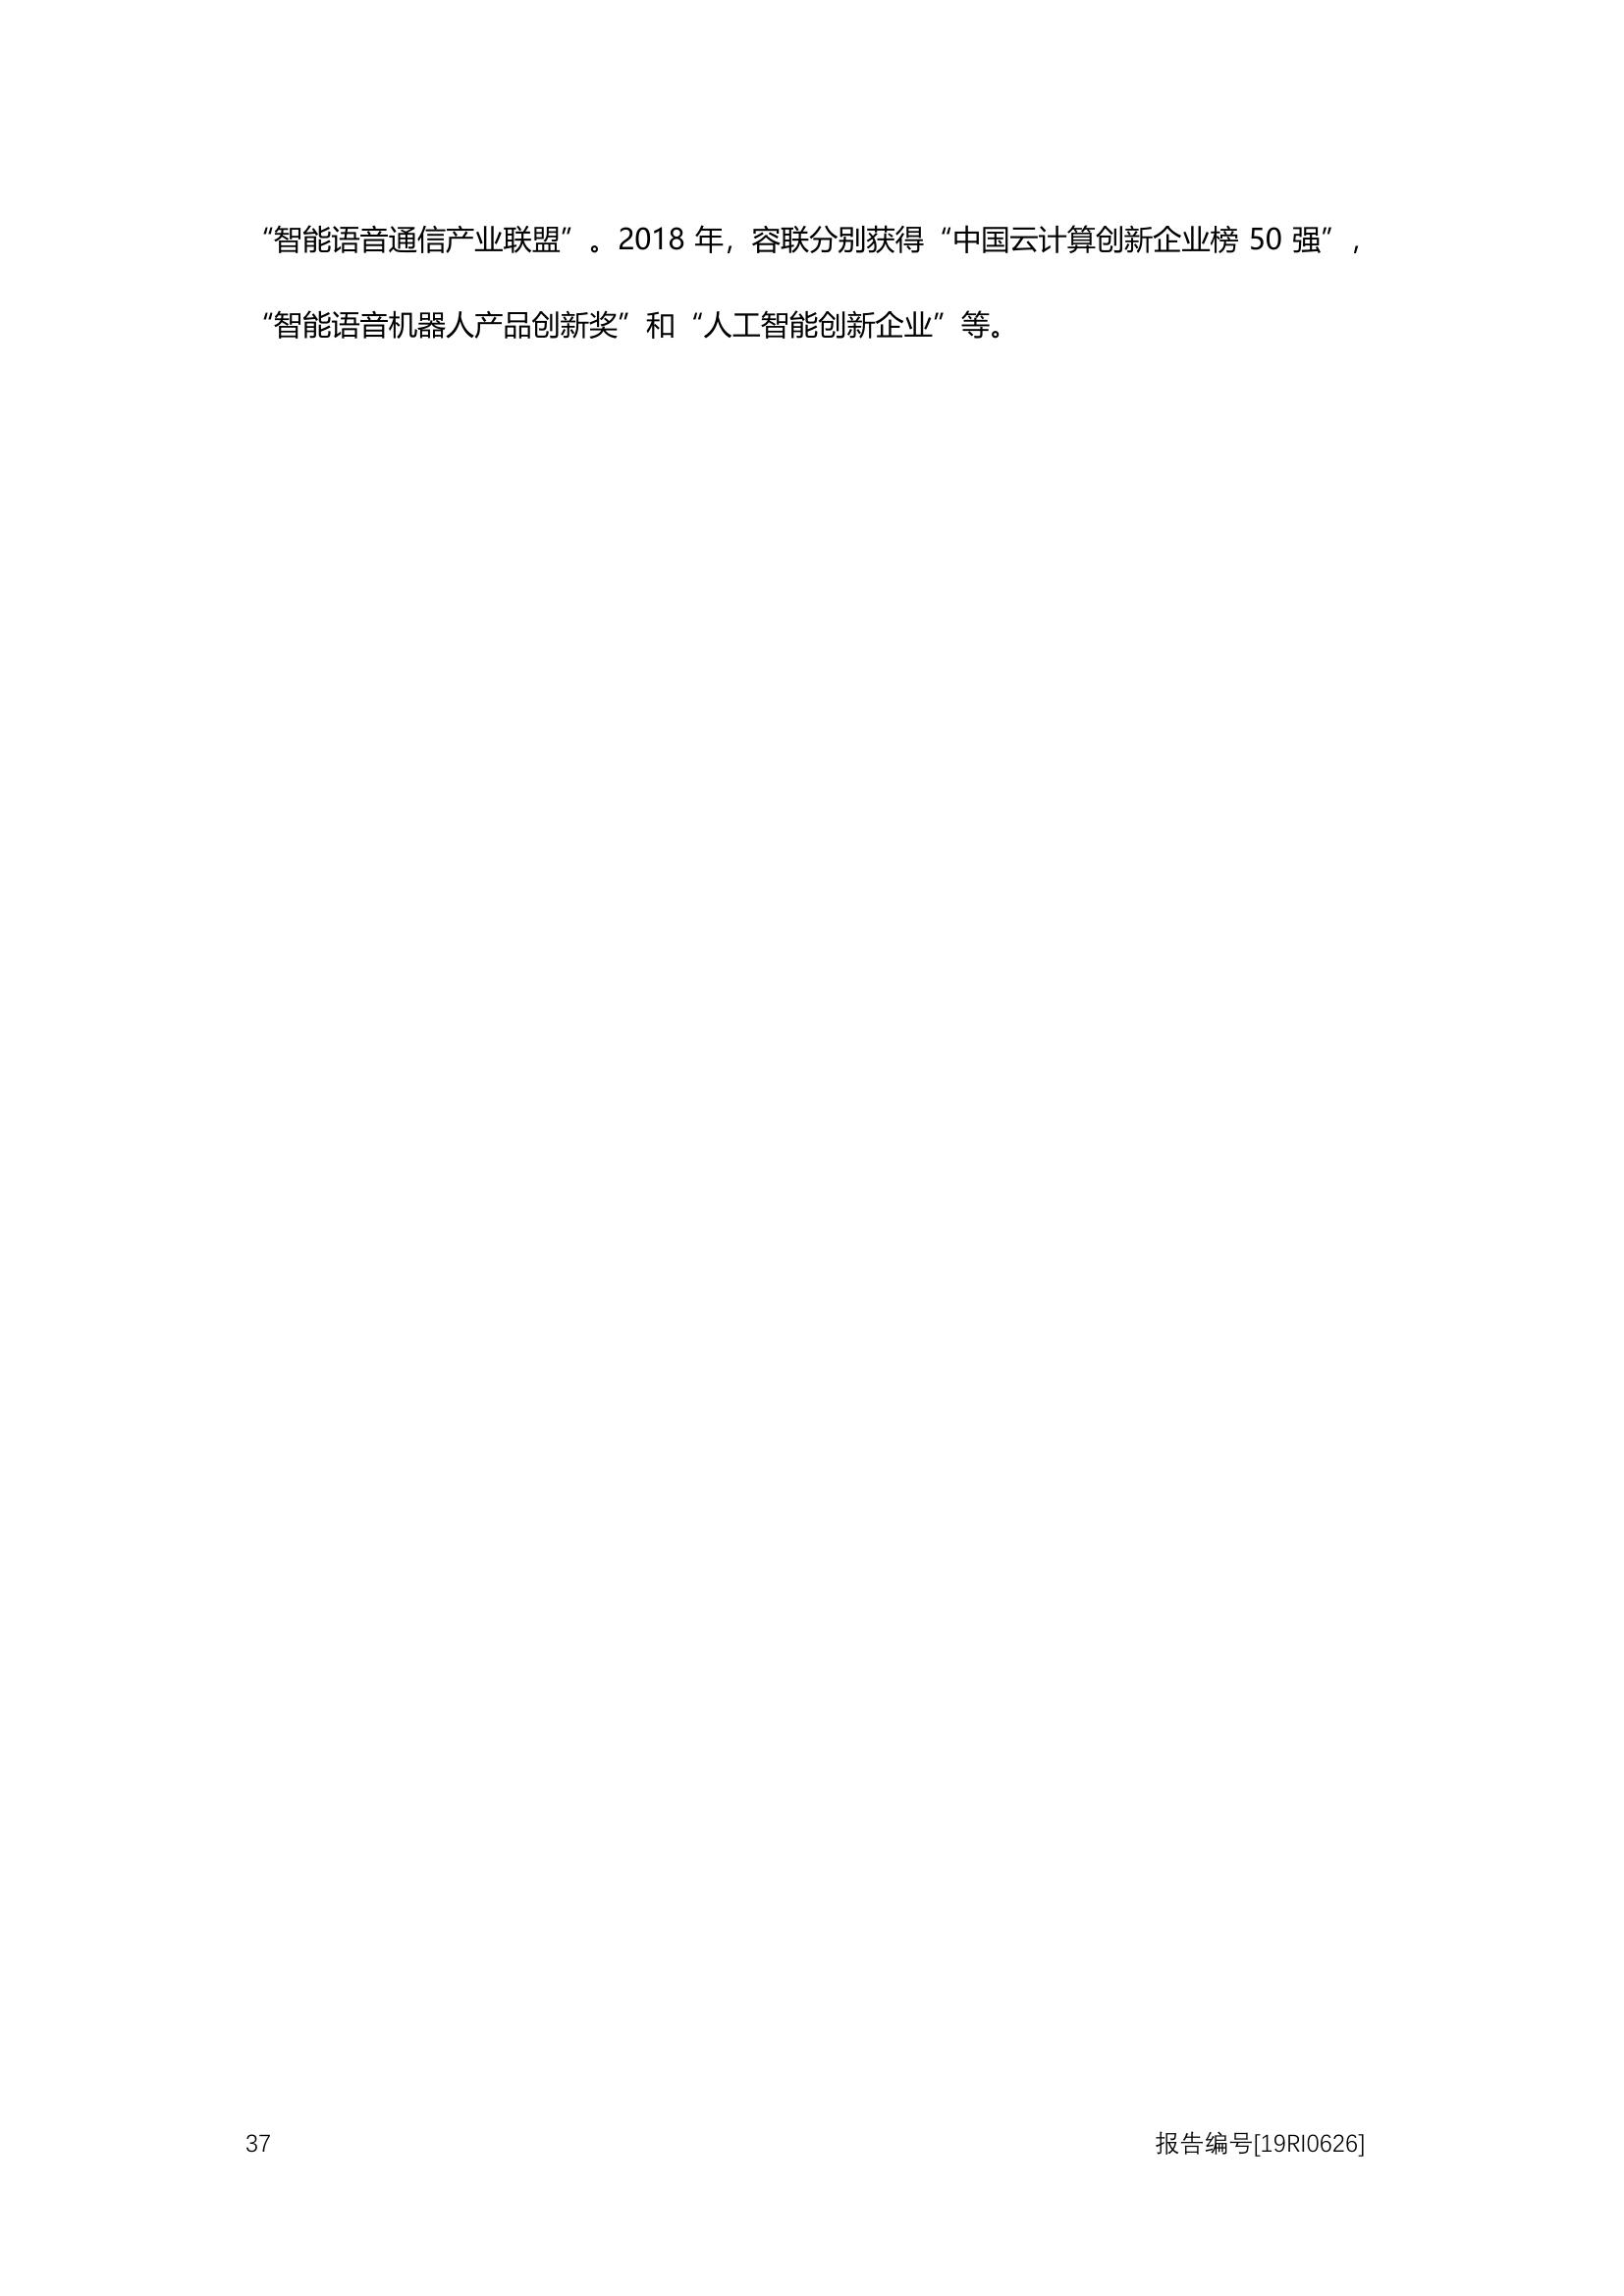 “智能语音通信产业联盟”。2018 年，容联分别获得“中国云计算创新企业榜 50 强”，
“智能语音机器人产品创新奖”和“人工智能创新企业”等。
37 报告编号[19RI0626]